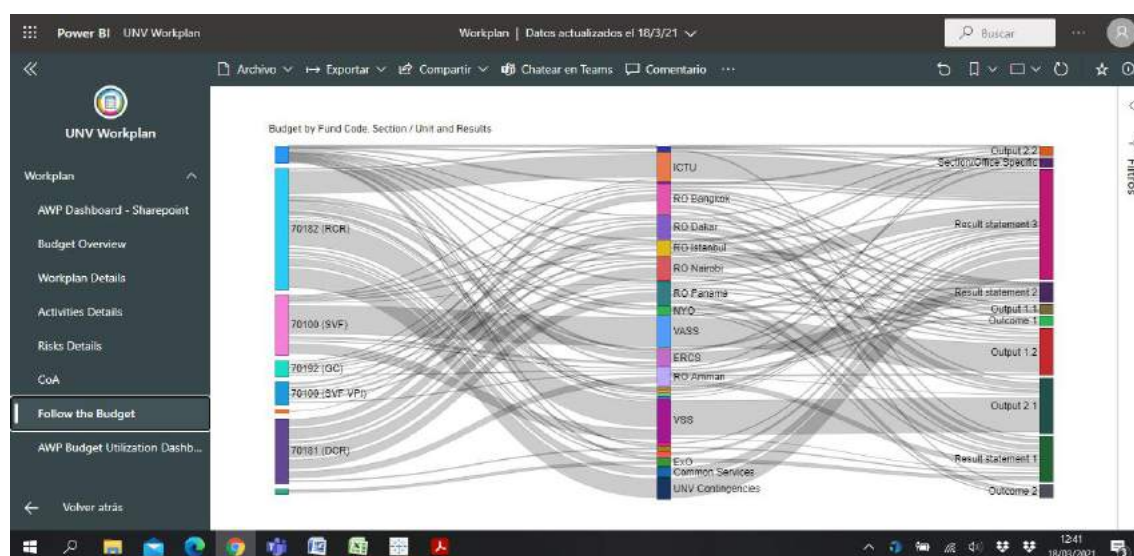 Power BI UNV Workplan
Workplan | Datos actualizados el 18/3/21
Buscar
Archivo
Exportar
Compartir
Chatear en Teams
Comentario
UNV Workplan
Workplan
AWP Dashboard - Sharepoint
Budget Overview
Workplan Details
Activities Details
Risks Details
CoA
Follow the Budget
AWP Budget Utilization Dashb...
Volver atrás
Budget by Fund Code, Section / Unit and Results
70182 (RCR)
70100 (SVF)
70192 (GC)
70100 (SVF VPI)
70181 (DCR)
ICTU
RO Bangkok
RO Dakar
RO Istanbul
RO Nairobi
RO Panama
NYO
VASS
ERCS
RO Amman
VSS
ExO
Common Services
UNV Contingencies
Output 2.2
Section/Office Specific
Result statement 3
Result statement 2
Output 1.1
Outcome 1
Output 1.2
Output 2.1
Result statement 1
Outcome 2
Filtros
12:41
18/03/2021